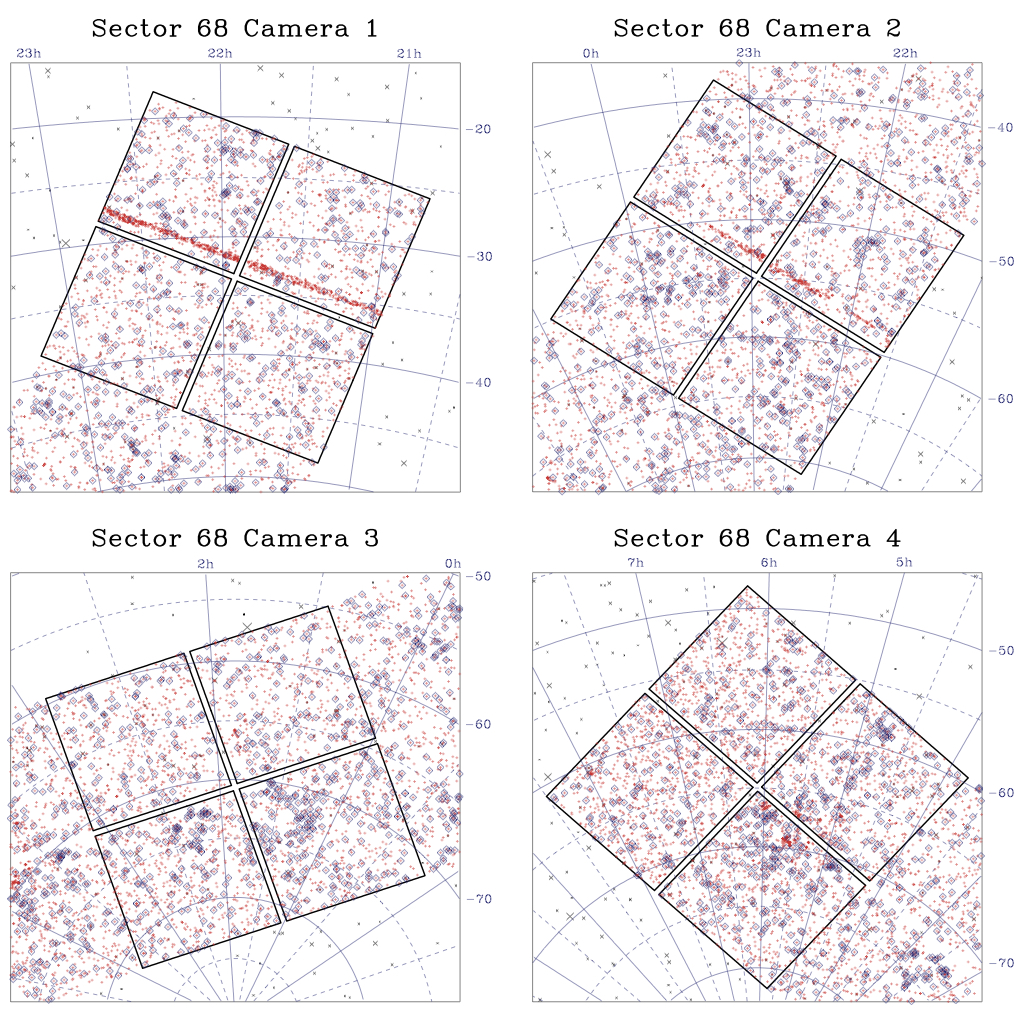 Sector 68 Camera 1
23h 22h 21h
-20
-30
-40
Sector 68 Camera 2
0h 23h 22h
-40
-50
-60
Sector 68 Camera 3
2h 0h
-50
-60
-70
Sector 68 Camera 4
7h 6h 5h
-50
-60
-70